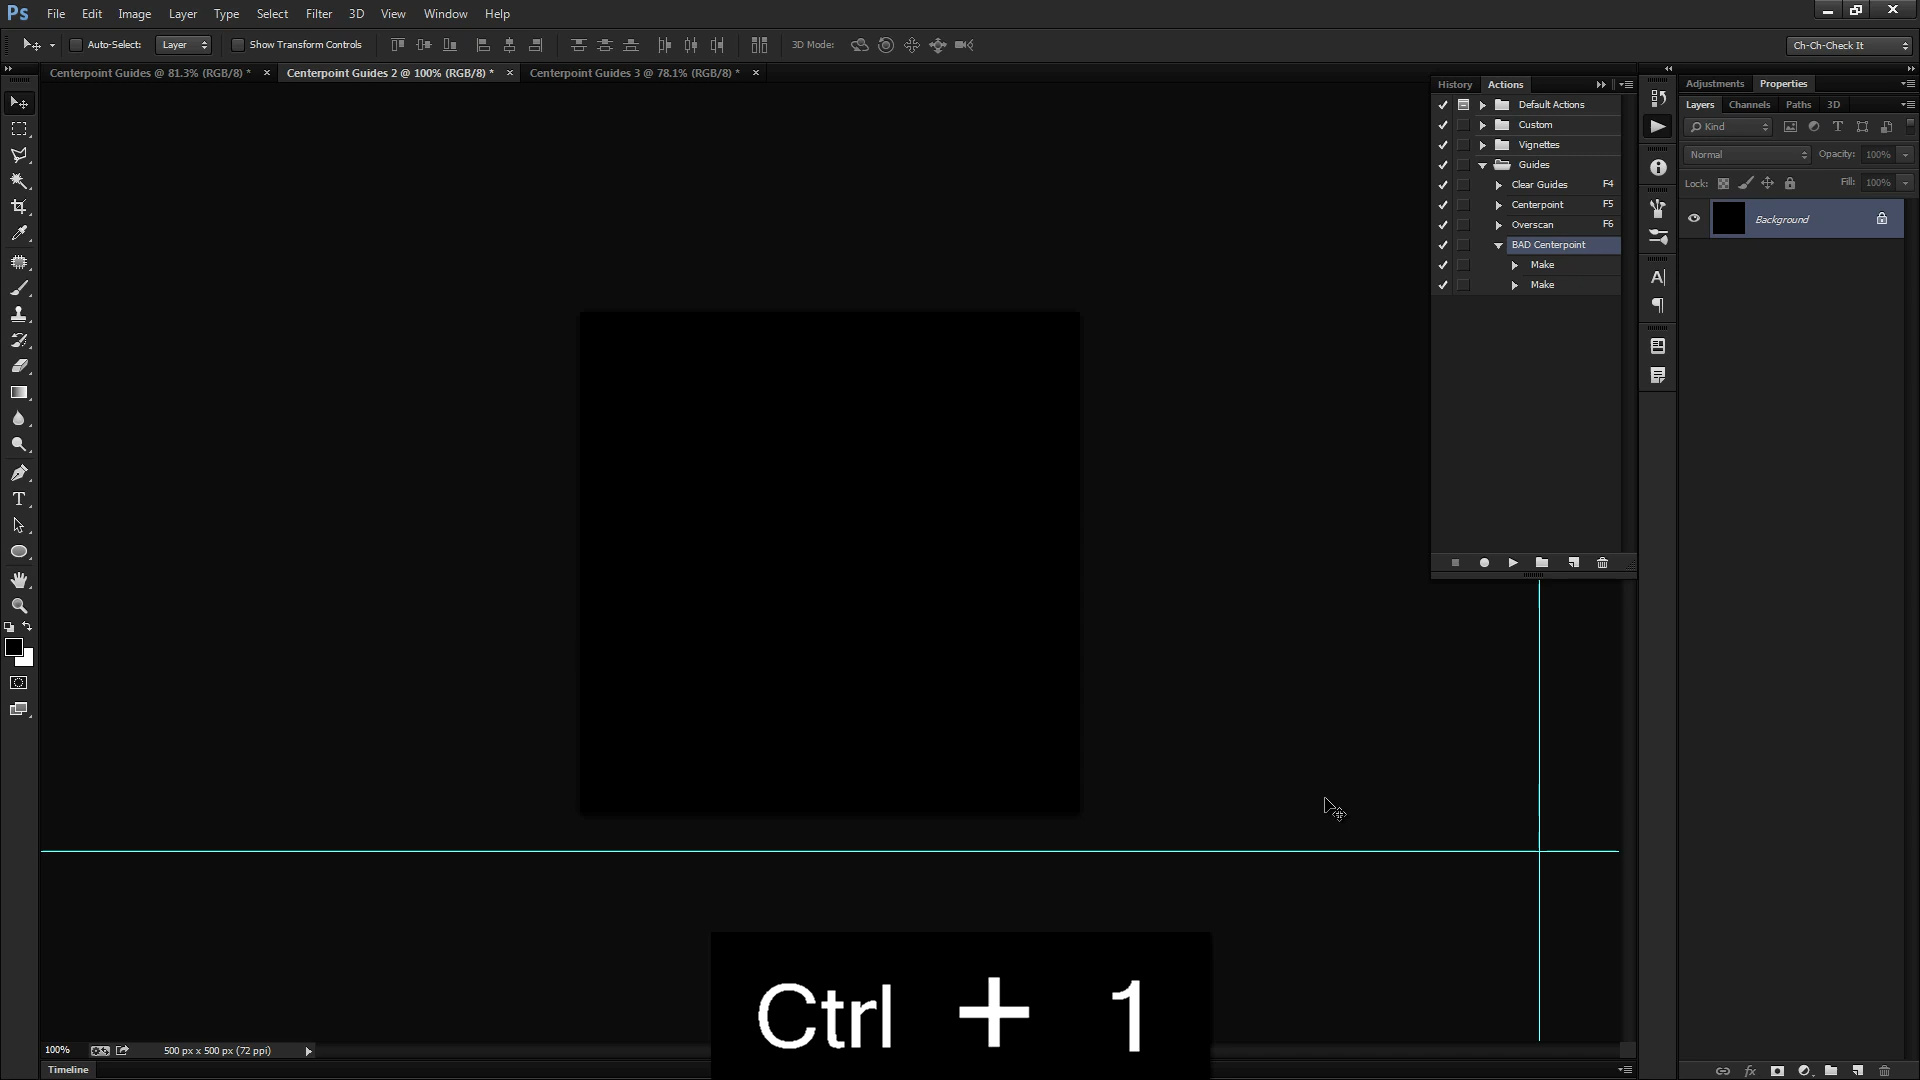 Ps File Edit Image Layer Type Select Filter 3D View Window Help
Auto-Select: Layer Show Transform Controls 3D Mode: Ch-Ch-Check It
Centerpoint Guides @ 81.3% (RGB/8) * × Centerpoint Guides 2 @ 100% (RGB/8) * × Centerpoint Guides 3 @ 78.1% (RGB/8) * ×
History Actions
Default Actions
Custom
Vignettes
Guides
Clear Guides F4
Centerpoint F5
Overscan F6
BAD Centerpoint
Make
Make
Adjustments Properties
Layers Channels Paths 3D
Kind
Normal Opacity: 100%
Lock: Fill: 100%
Background
Ctrl + 1
100% 500 px x 500 px (72 ppi)
Timeline